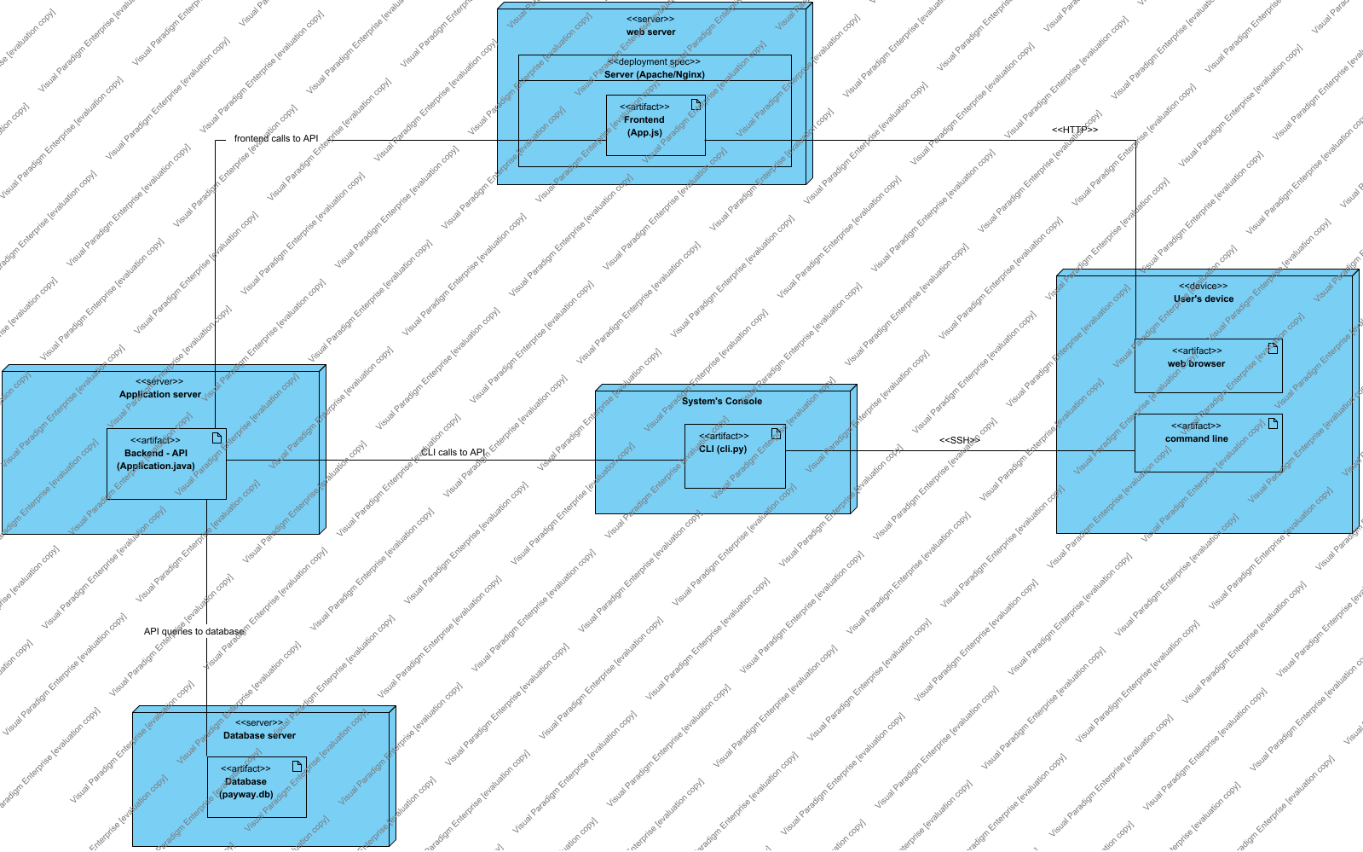 <<server>>
web server
<<deployment spec>>
Server (Apache/Nginx)
<<artifact>>
Frontend
(App.js)
frontend calls to API
<<HTTP>>
<<device>>
User's device
<<artifact>>
web browser
<<artifact>>
command line
<<server>>
Application server
<<artifact>>
Backend - API
(Application.java)
CLI calls to API
System's Console
<<artifact>>
CLI (cli.py)
<<SSH>>
API queries to database
<<server>>
Database server
<<artifact>>
Database
(payway.db)
Visual Paradigm Enterprise [evaluation copy]